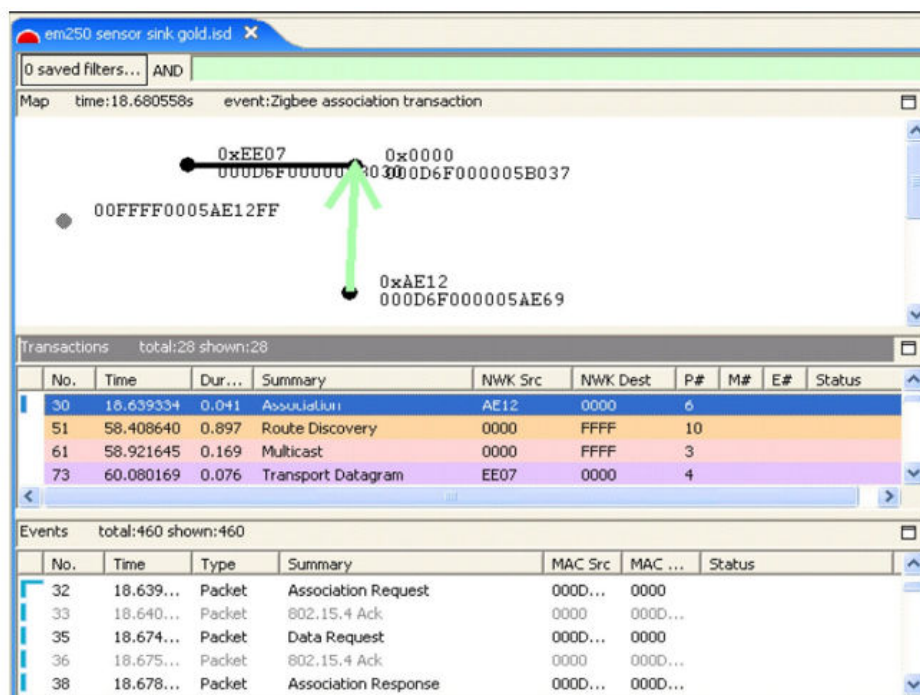 em250 sensor sink gold.isd
0 saved filters... AND
Map time:18.680558s event:Zigbee association transaction
0xEE07 0x0000
000D6F000005B037
00FFFF0005AE12FF
0xAE12
000D6F000005AE69
Transactions total:28 shown:28
No. Time Dur... Summary NWK Src NWK Dest P# M# E# Status
30 18.639334 0.041 Association AE12 0000 6
51 58.408640 0.897 Route Discovery 0000 FFFF 10
61 58.921645 0.169 Multicast 0000 FFFF 3
73 60.080169 0.076 Transport Datagram EE07 0000 4
Events total:460 shown:460
No. Time Type Summary MAC Src MAC ... Status
32 18.639... Packet Association Request 000D... 0000
33 18.640... Packet 802.15.4 Ack 0000 000D...
35 18.674... Packet Data Request 000D... 0000
36 18.675... Packet 802.15.4 Ack 0000 000D...
38 18.678... Packet Association Response 000D... 000D...